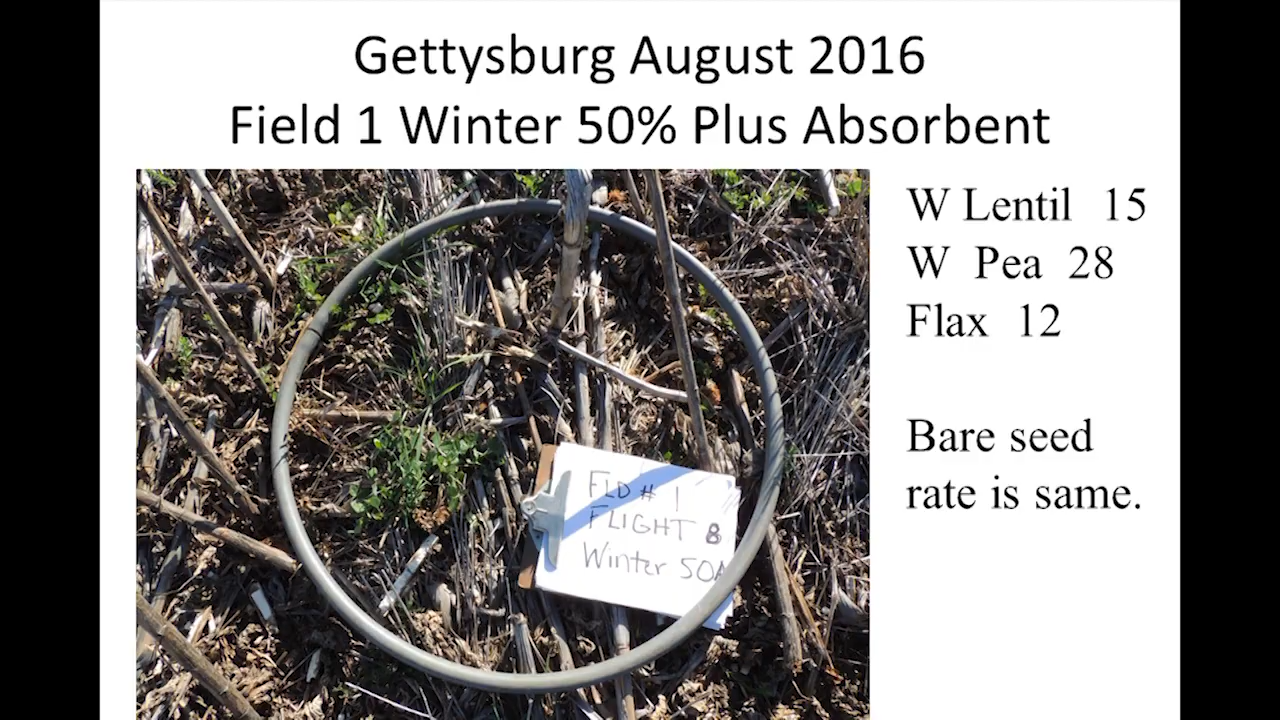 Gettysburg August 2016
Field 1 Winter 50% Plus Absorbent
W Lentil 15
W Pea 28
Flax 12
Bare seed
rate is same.
FLD # 1
FLIGHT 8
Winter 50A